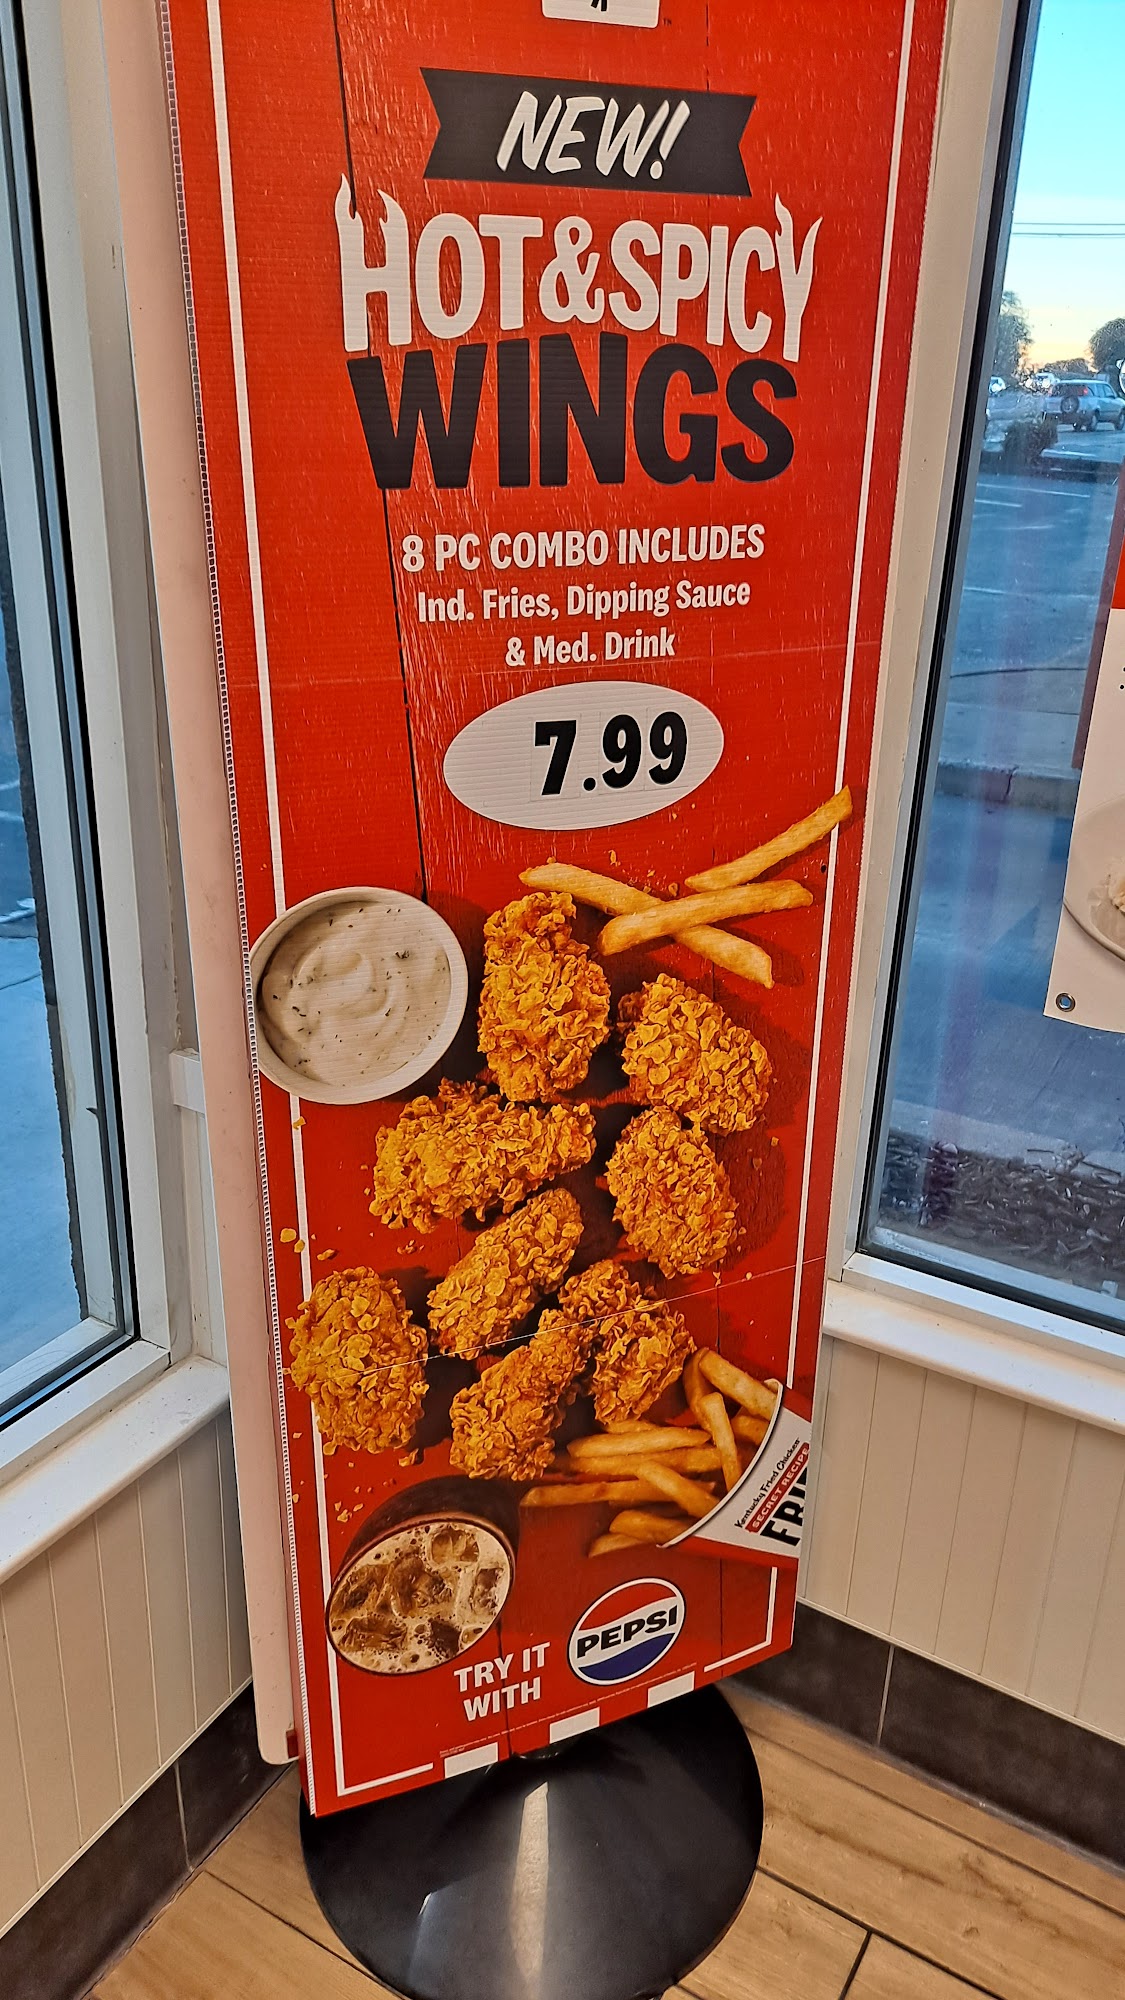 NEW!
HOT & SPICY
WINGS
8 PC COMBO INCLUDES
Ind. Fries, Dipping Sauce
& Med. Drink
7.99
Kentucky Fried Chicken
SECRET RECIPE
TRY IT
WITH
PEPSI